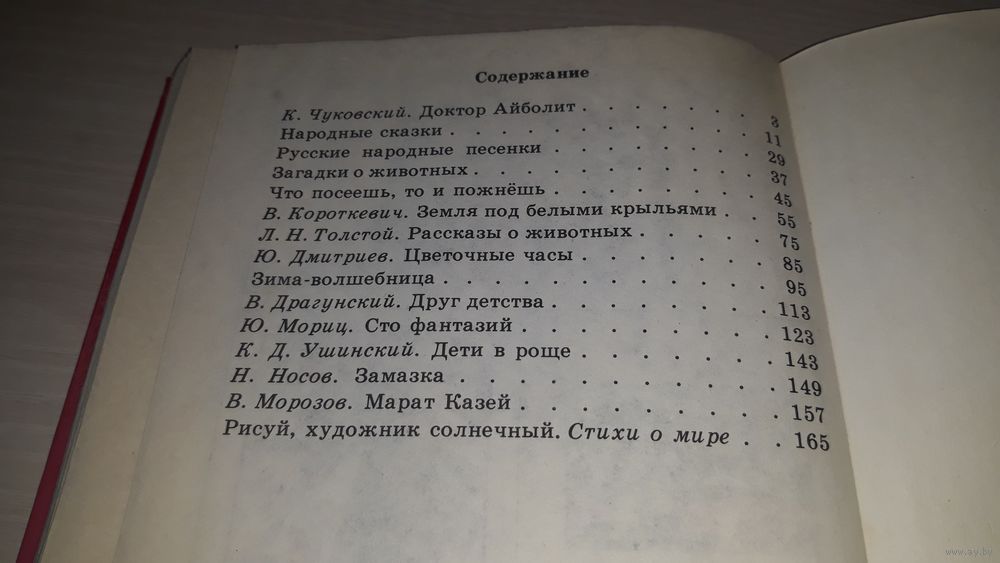 Содержание
К. Чуковский. Доктор Айболит . . . . . . . 3
Народные сказки . . . . . . . . . . . . 11
Русские народные песенки . . . . . . . . 29
Загадки о животных . . . . . . . . . . . 37
Что посеешь, то и пожнёшь . . . . . . . . 45
В. Короткевич. Земля под белыми крыльями . . 55
Л. Н. Толстой. Рассказы о животных . . . . . 75
Ю. Дмитриев. Цветочные часы . . . . . . . 85
Зима-волшебница . . . . . . . . . . . . 95
В. Драгунский. Друг детства . . . . . . . . 113
Ю. Мориц. Сто фантазий . . . . . . . . . 123
К. Д. Ушинский. Дети в роще . . . . . . . 143
Н. Носов. Замазка . . . . . . . . . . . 149
В. Морозов. Марат Казей . . . . . . . . . 157
Рисуй, художник солнечный. Стихи о мире . . 165
www.ay.by